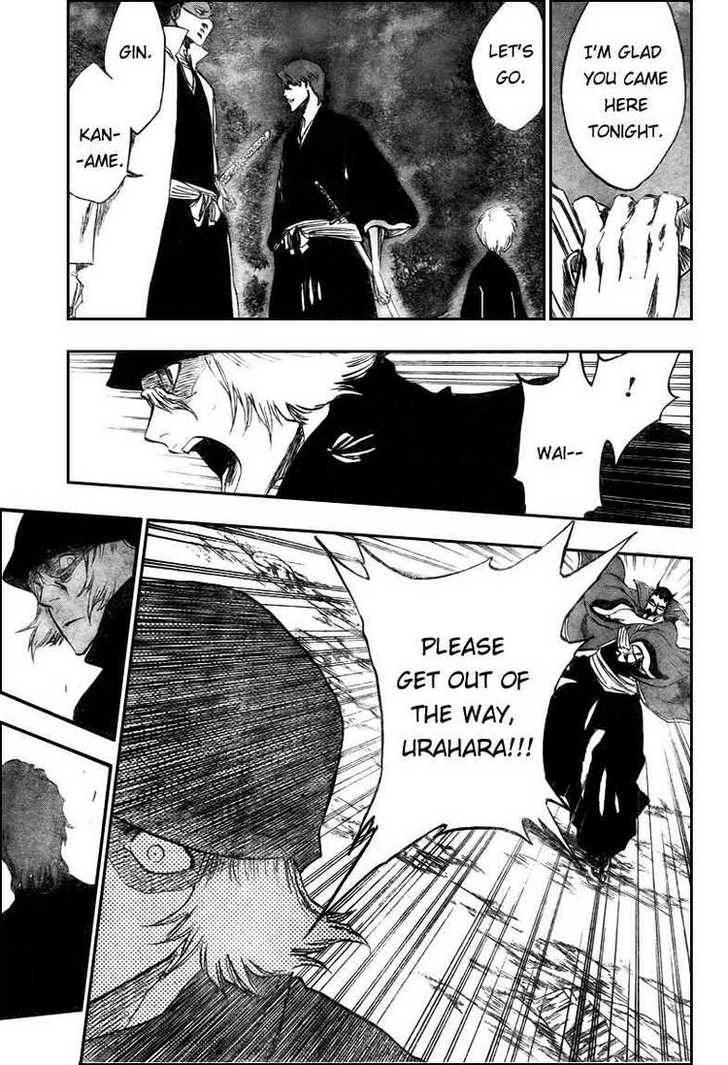 I'M GLAD
YOU CAME
HERE
TONIGHT.
LET'S
GO.
GIN.
KAN-
-AME.
!
WAI--
PLEASE
GET OUT OF
THE WAY,
URAHARA!!!